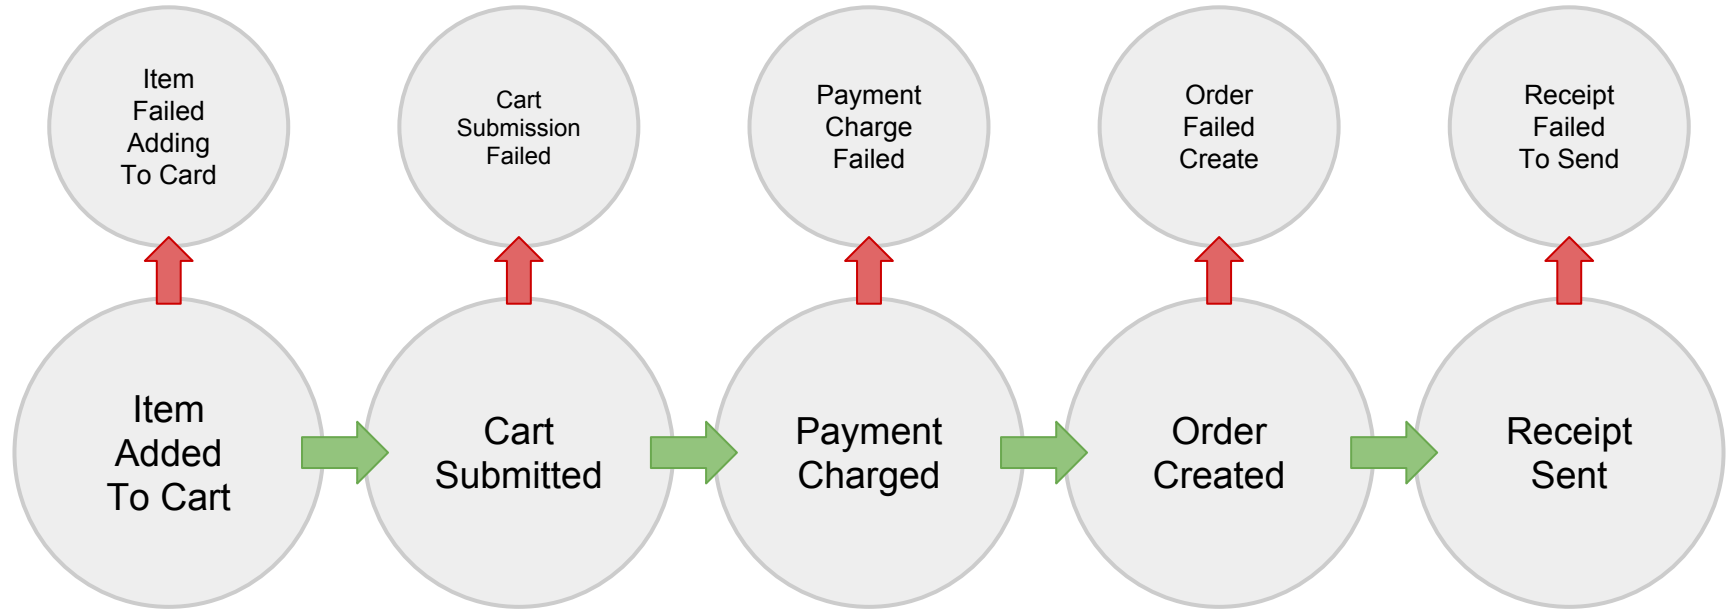 Item
Failed
Adding
To Card
Cart
Submission
Failed
Payment
Charge
Failed
Order
Failed
Create
Receipt
Failed
To Send
Item
Added
To Cart
Cart
Submitted
Payment
Charged
Order
Created
Receipt
Sent